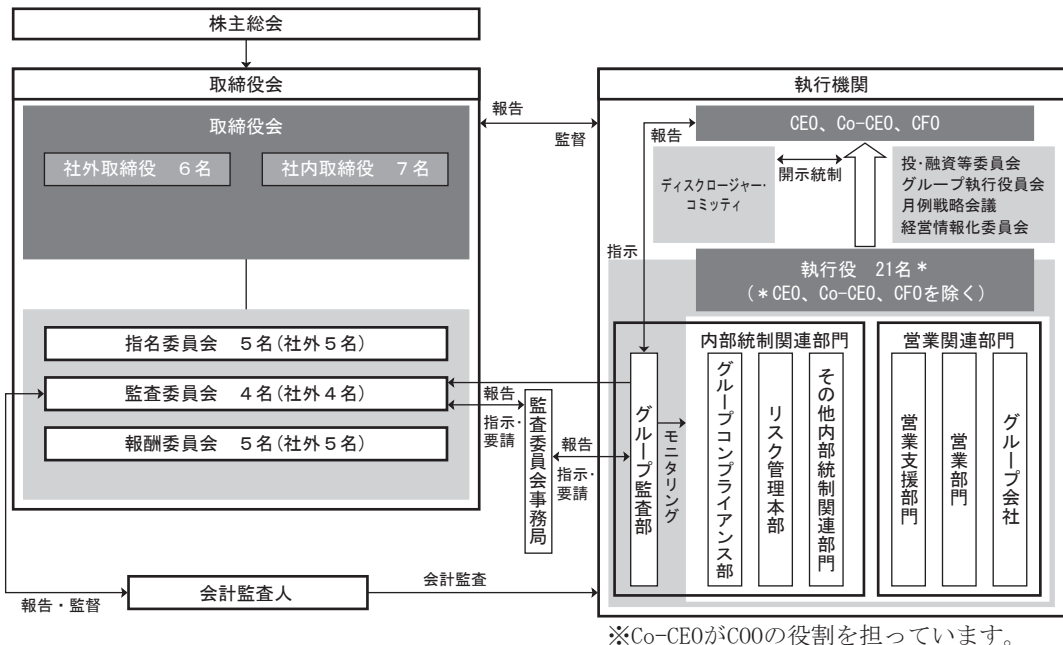 株主総会
取締役会
取締役会
社外取締役 6名
社内取締役 7名
指名委員会 5名(社外5名)
監査委員会 4名(社外4名)
報酬委員会 5名(社外5名)
報告
監督
報告
指示・
要請
監査委員会事務局
報告
指示・
要請
執行機関
CEO、Co-CEO、CFO
報告
指示
ディスクロージャー・
コミッティ
開示統制
投・融資等委員会
グループ執行役員会
月例戦略会議
経営情報化委員会
執行役 21名*
(*CEO、Co-CEO、CFOを除く)
内部統制関連部門
グループ監査部
モニタリング
グループコンプライアンス部
リスク管理本部
その他内部統制関連部門
営業関連部門
営業支援部門
営業部門
グループ会社
報告・監督
会計監査人
会計監査
※Co-CEOがCOOの役割を担っています。